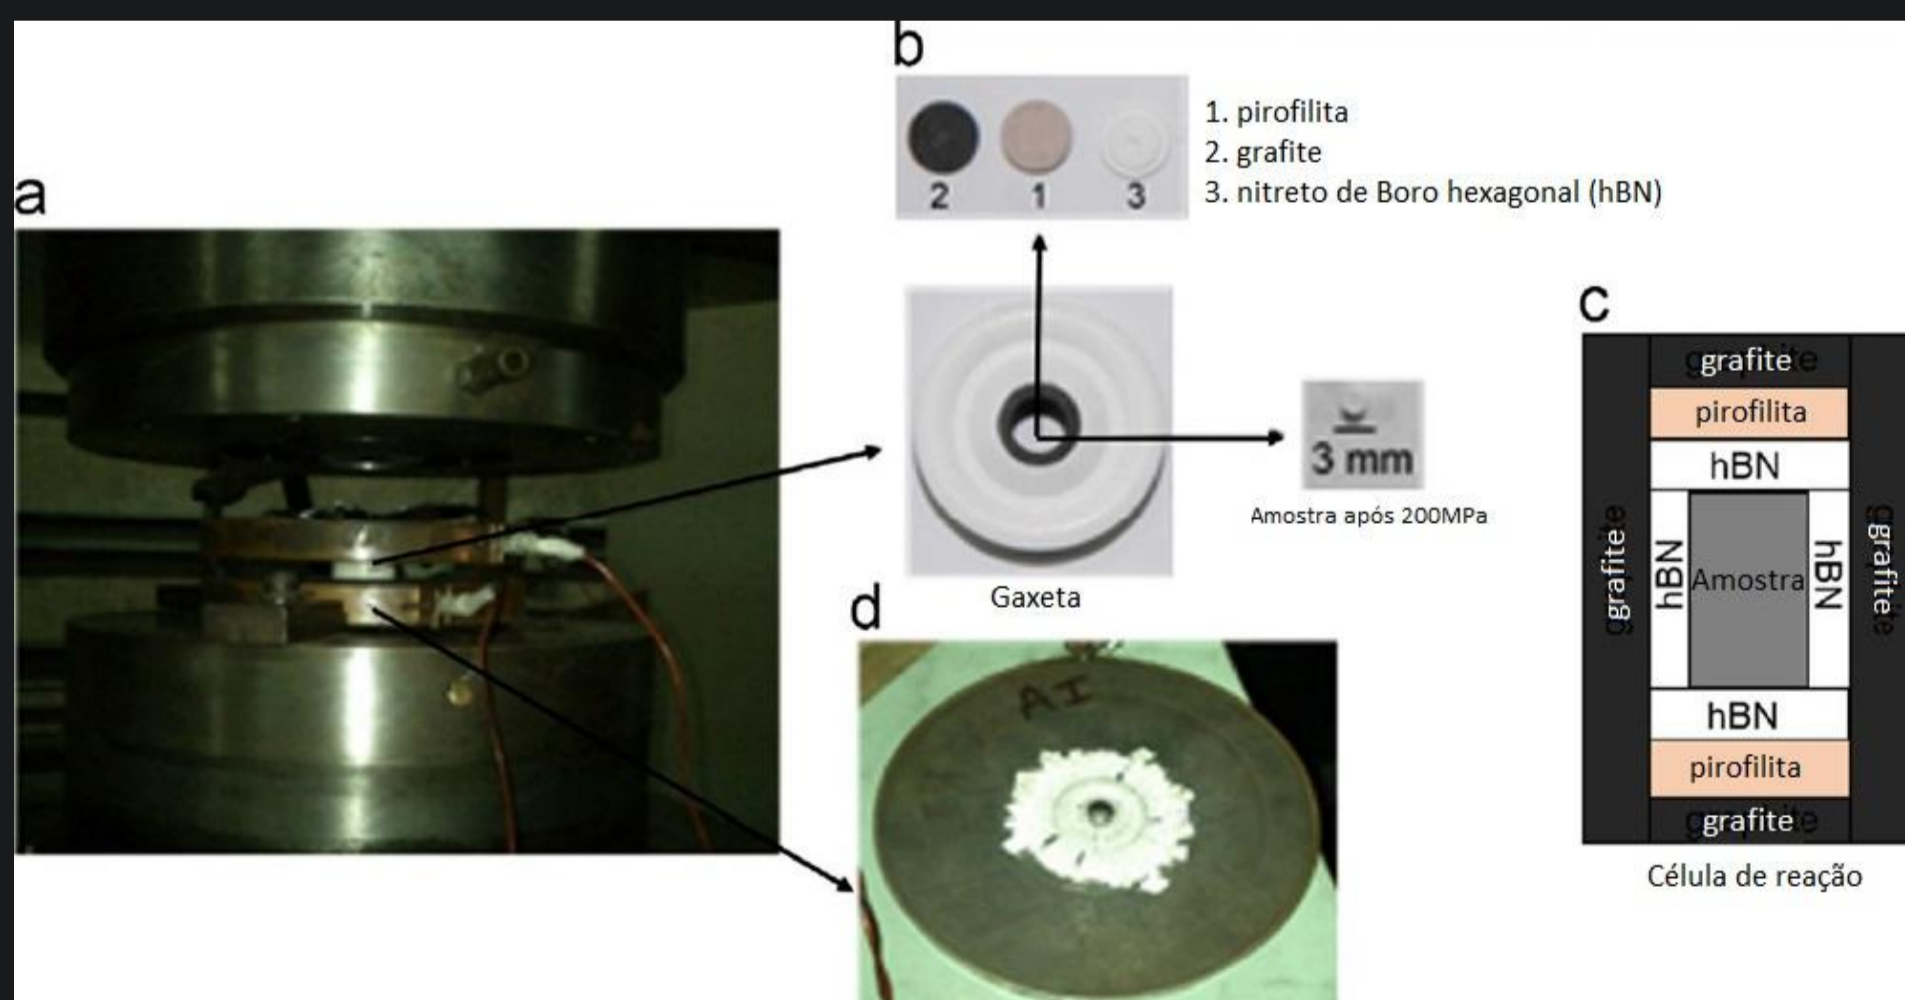 a
b
2 1 3
1. pirofilita
2. grafite
3. nitreto de Boro hexagonal (hBN)
3 mm
Amostra após 200MPa
Gaxeta
c
grafite
pirofilita
hBN
grafite
hBN
Amostra
hBN
grafite
hBN
pirofilita
grafite
Célula de reação
d
AI